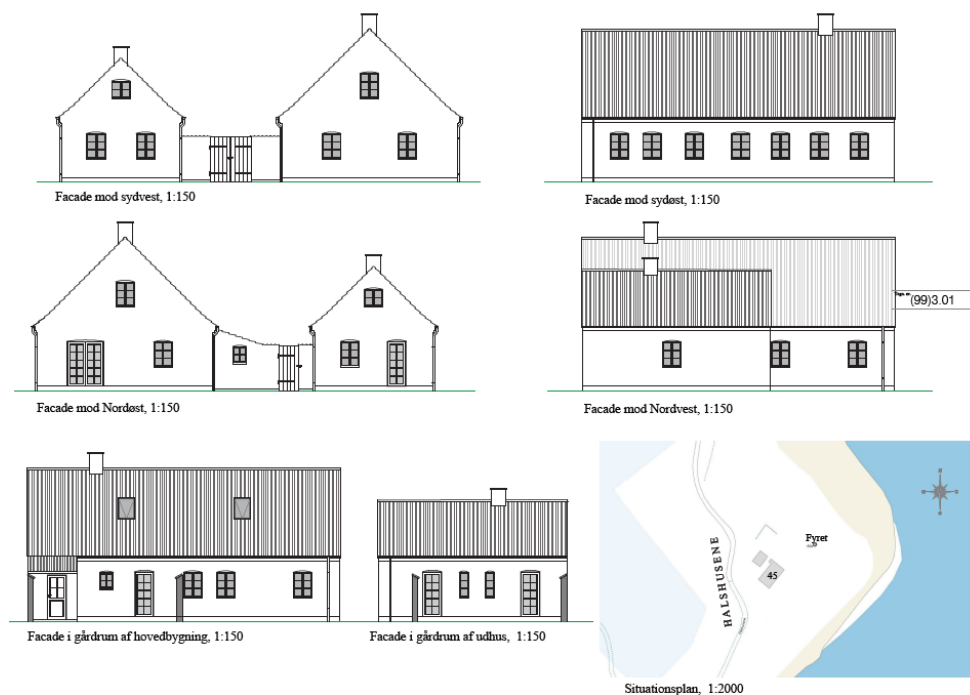 Facade mod sydvest, 1:150
Facade mod sydøst, 1:150
(99)3.01
Facade mod Nordøst, 1:150
Facade mod Nordvest, 1:150
HALSHUSENE
Fyret
45
Facade i gårdrum af hovedbygning, 1:150
Facade i gårdrum af udhus, 1:150
Situationsplan, 1:2000